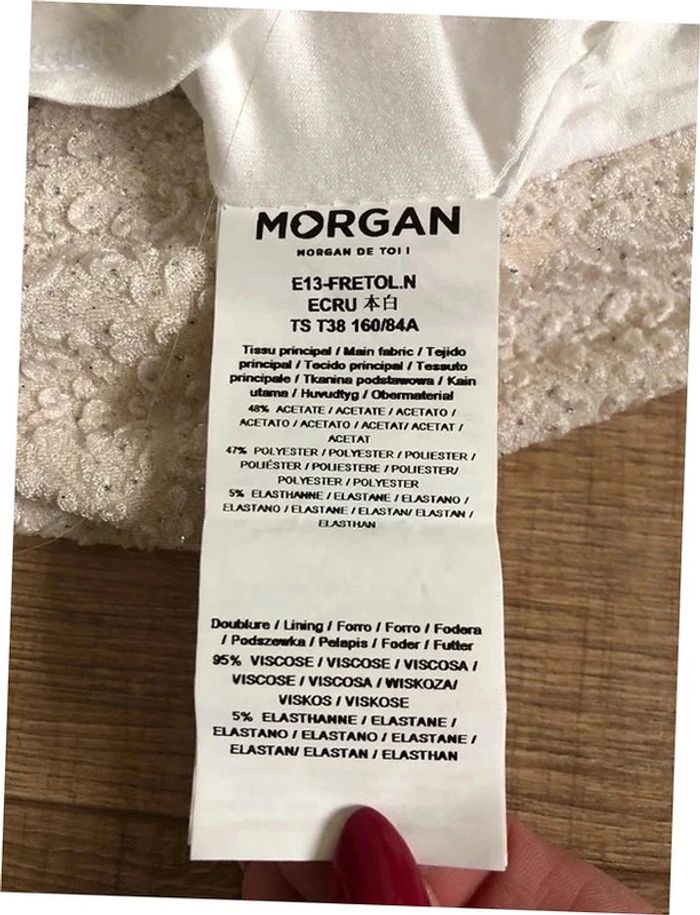 MORGAN
MORGAN DE TOI !
E13-FRETOL.N
ECRU 本白
TS T38 160/84A
Tissu principal / Main fabric / Tejido
principal / Tecido principal / Tessuto
principale / Tkanina podstawowa / Kain
utama / Huvudtyg / Obermaterial
48% ACETATE / ACETATE / ACETATO /
ACETATO / ACETATO / ACETAT/ ACETAT /
ACETAT
47% POLYESTER / POLYESTER / POLIESTER /
POLIÉSTER / POLIESTERE / POLIESTER/
POLYESTER / POLYESTER
5% ELASTHANNE / ELASTANE / ELASTANO /
ELASTANO / ELASTANE / ELASTAN/ ELASTAN /
ELASTHAN
Doublure / Lining / Forro / Forro / Fodera
/ Podszewka / Pelapis / Foder / Futter
95% VISCOSE / VISCOSE / VISCOSA /
VISCOSE / VISCOSA / WISKOZA/
VISKOS / VISKOSE
5% ELASTHANNE / ELASTANE /
ELASTANO / ELASTANO / ELASTANE /
ELASTAN/ ELASTAN / ELASTHAN